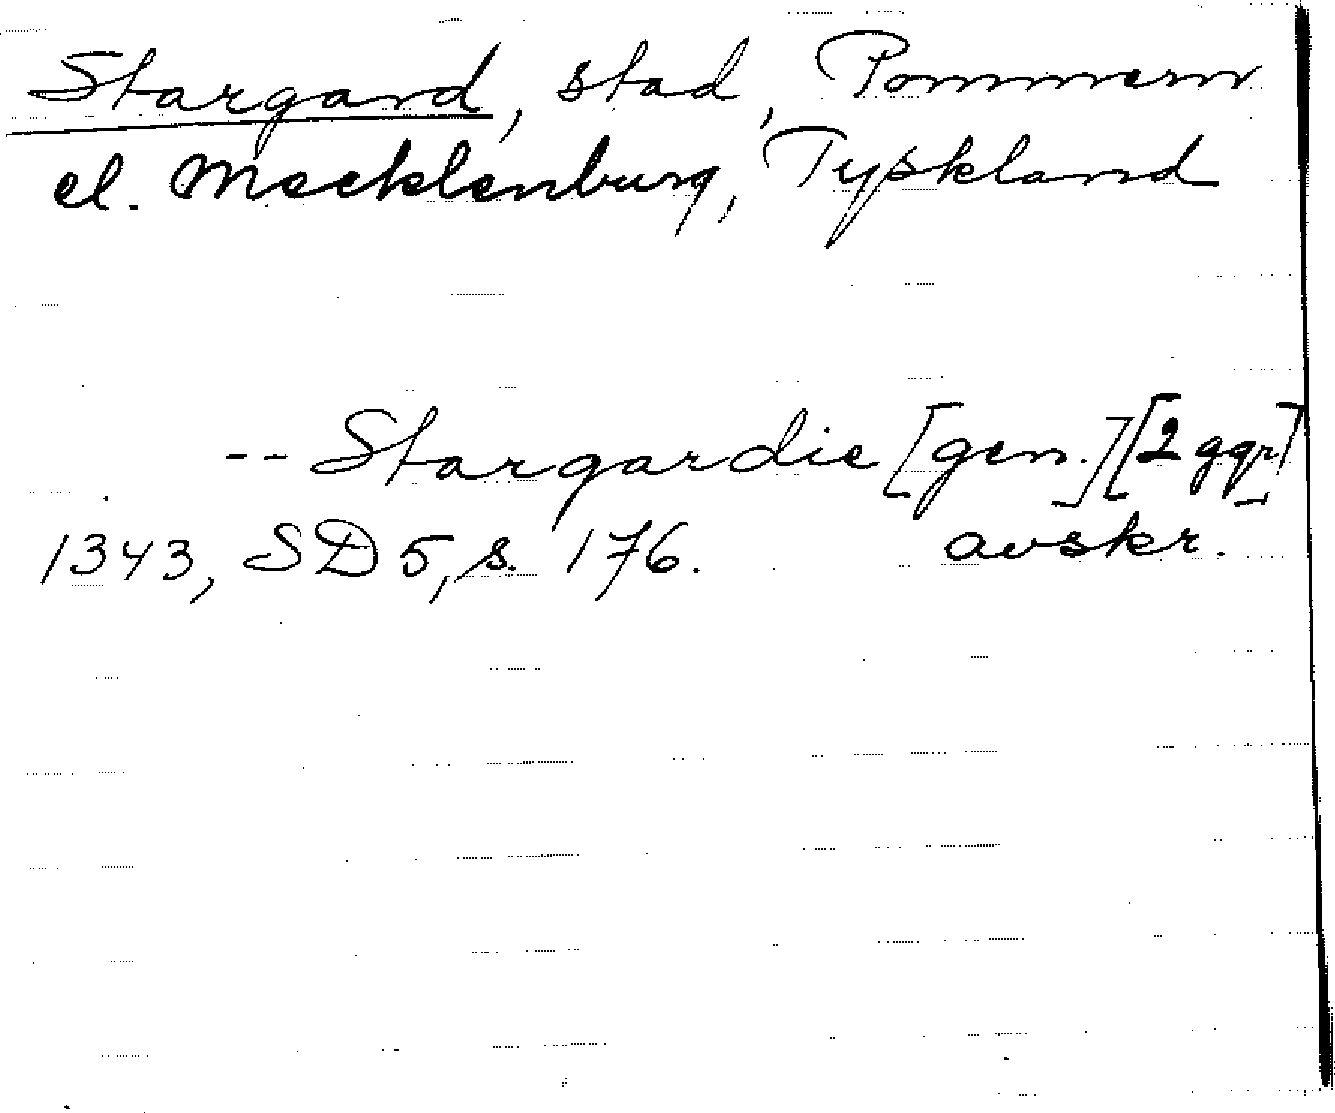 Stargard, stad, Pommern
el. Mecklenburg, Tyskland
-- Stargardie [gen.] [2 ggr]
1343, SD 5, s. 176. avskr.